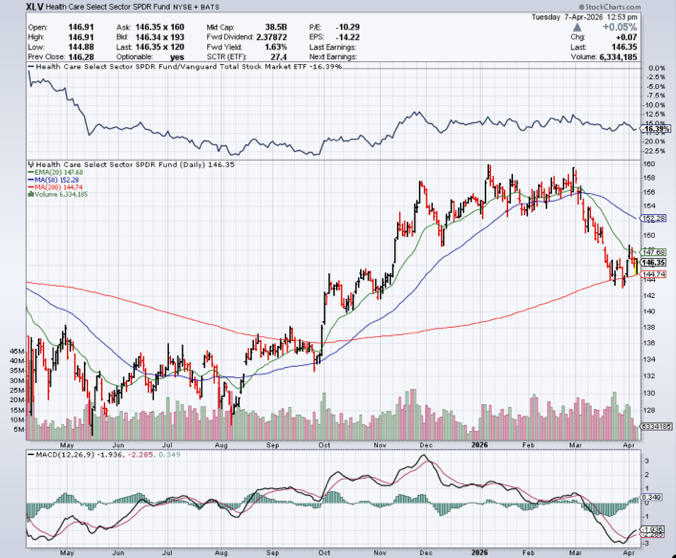 XLV Health Care Select Sector SPDR Fund NYSE + BATS
© StockCharts.com
Tuesday 7-Apr-2026 12:53 pm
Open: 146.91 Ask: 146.35 x 160 Mkt Cap: 38.5B P/E: -10.29 +0.05%
High: 146.91 Bid: 146.34 x 193 Fwd Dividend: 2.37872 EPS: -14.22 Chg: +0.07
Low: 144.88 Last: 146.35 x 120 Fwd Yield: 1.63% Last Earnings: Last: 146.35
Prev Close: 146.28 Optionable: yes SCTR (ETF): 27.4 Next Earnings: Volume: 6,334,185
Health Care Select Sector SPDR Fund/Vanguard Total Stock Market ETF -16.39%
0.0%
-2.5%
-5.0%
-7.5%
-10.0%
-12.5%
-16.39%
-20.0%
-22.5%
Health Care Select Sector SPDR Fund (Daily) 146.35
EMA(20) 147.68
MA(50) 152.28
MA(200) 144.74
Volume 6,334,185
160
158
156
154
152.28
150
147.68
146.35
144.74
142
140
138
136
134
132
130
128
45M
40M
35M
30M
25M
20M
15M
10M
5M
6334185
May Jun Jul Aug Sep Oct Nov Dec 2026 Feb Mar Apr
MACD(12,26,9) -1.936, -2.285, 0.349
3
2
1
0.349
-1
-1.936
-2.285
-3
May Jun Jul Aug Sep Oct Nov Dec 2026 Feb Mar Apr